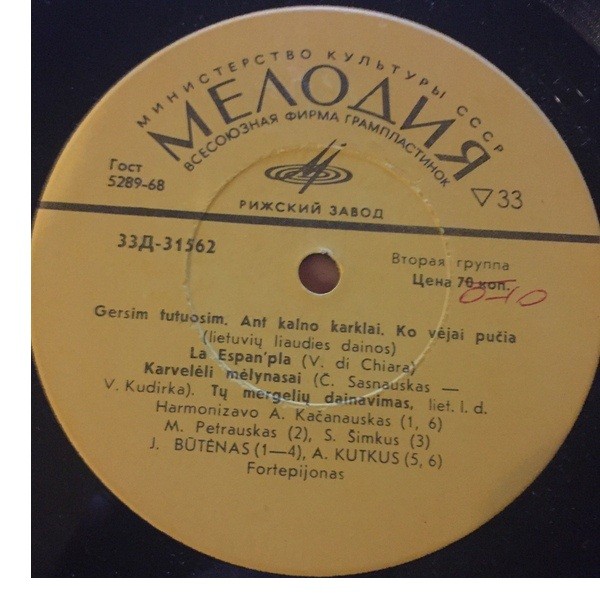 МИНИСТЕРСТВО КУЛЬТУРЫ СССР
МЕЛОДИЯ
ВСЕСОЮЗНАЯ ФИРМА ГРАМПЛАСТИНОК
Гост
5289-68
33
РИЖСКИЙ ЗАВОД
33Д-31562
Вторая группа
Цена 70 коп.
Gersim tutuosim. Ant kalno karklai. Ko vėjai pučia
(lietuvių liaudies dainos)
La Espan'pla (V. di Chiara)
Karvelėli mėlynasai (Č. Sasnauskas —
V. Kudirka). Tų mergelių dainavimas, liet. l. d.
Harmonizavo A. Kačanauskas (1, 6)
M. Petrauskas (2), S. Šimkus (3)
J. BŪTĖNAS (1—4), A. KUTKUS (5, 6)
Fortepijonas